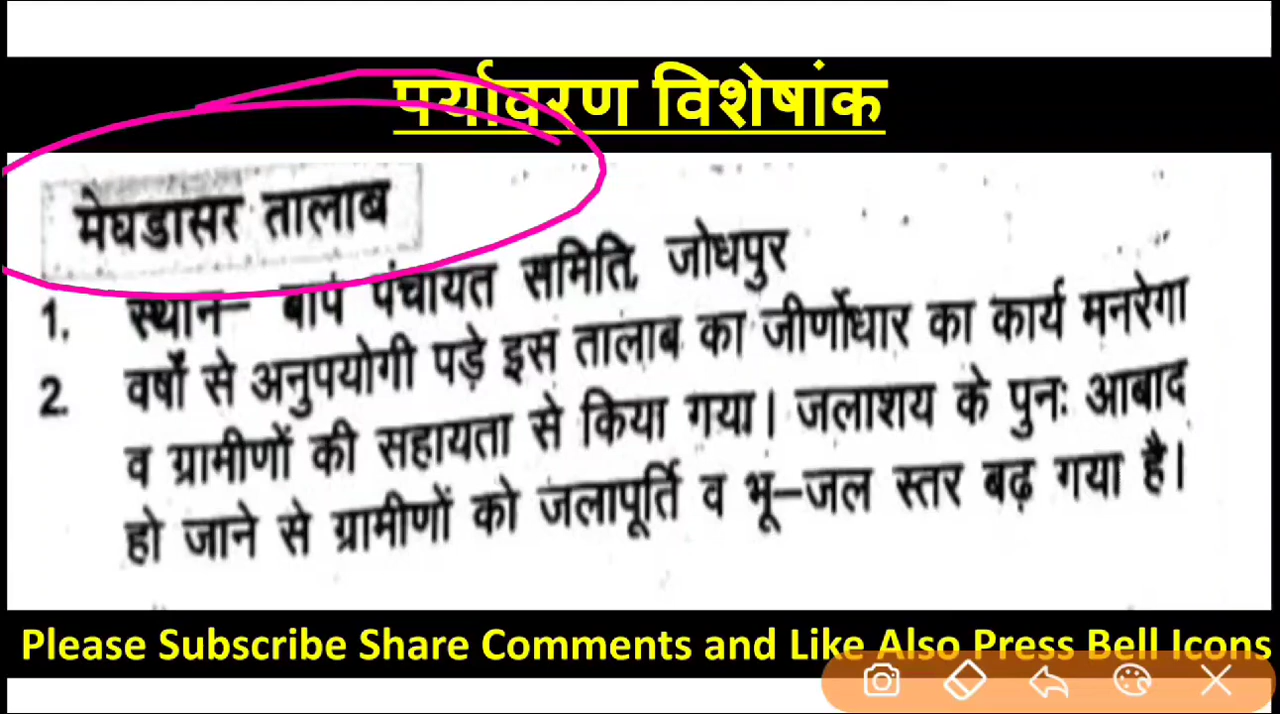 पर्यावरण विशेषांक
मेघडासर तालाब
1. स्थान– बाप पंचायत समिति, जोधपुर
2. वर्षों से अनुपयोगी पड़े इस तालाब का जीर्णोधार का कार्य मनरेगा
व ग्रामीणों की सहायता से किया गया। जलाशय के पुनः आबाद
हो जाने से ग्रामीणों को जलापूर्ति व भू–जल स्तर बढ़ गया है।
Please Subscribe Share Comments and Like Also Press Bell Icons